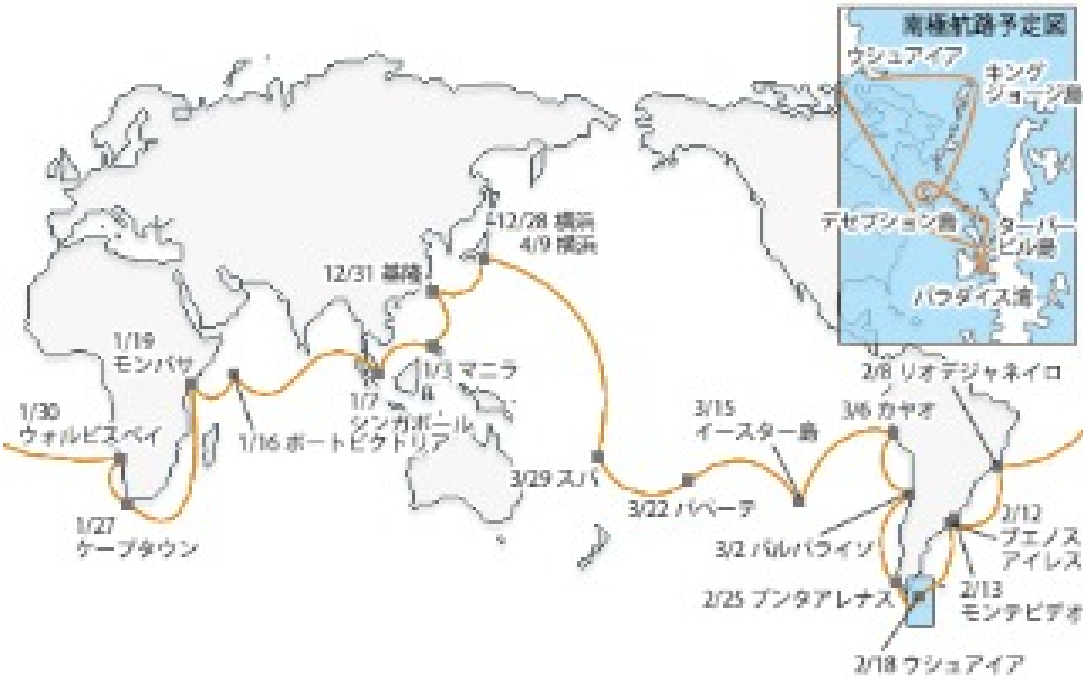 南極航路予定図
ウシュアイア
キング
ジョージ島
デセプション島
ターバー
ビル島
パラダイス湾
12/28 横浜
4/9 横浜
12/31 基隆
1/3 マニラ
1/7
シンガポール
1/16 ポートビクトリア
1/19
モンバサ
1/30
ウォルビスベイ
1/27
ケープタウン
2/8 リオデジャネイロ
3/6 カヤオ
3/15
イースター島
3/29 スバ
3/22 パペーテ
3/2 バルパライソ
2/12
ブエノス
アイレス
2/13
モンテビデオ
2/25 プンタアレナス
2/18 ウシュアイア